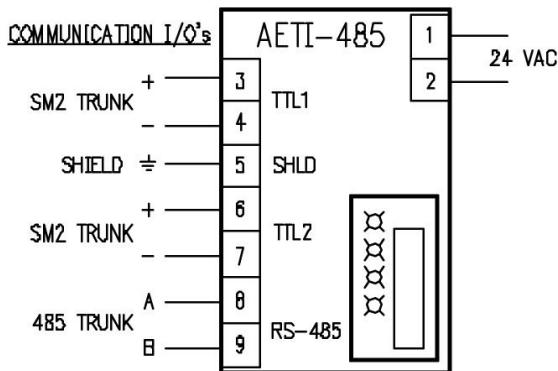 COMMUNICATION I/O's
AETI-485
1
24 VAC
2
SM2 TRUNK
+
3
TTL1
-
4
SHIELD
5
SHLD
SM2 TRUNK
+
6
TTL2
-
7
485 TRUNK
A
8
RS-485
B
9